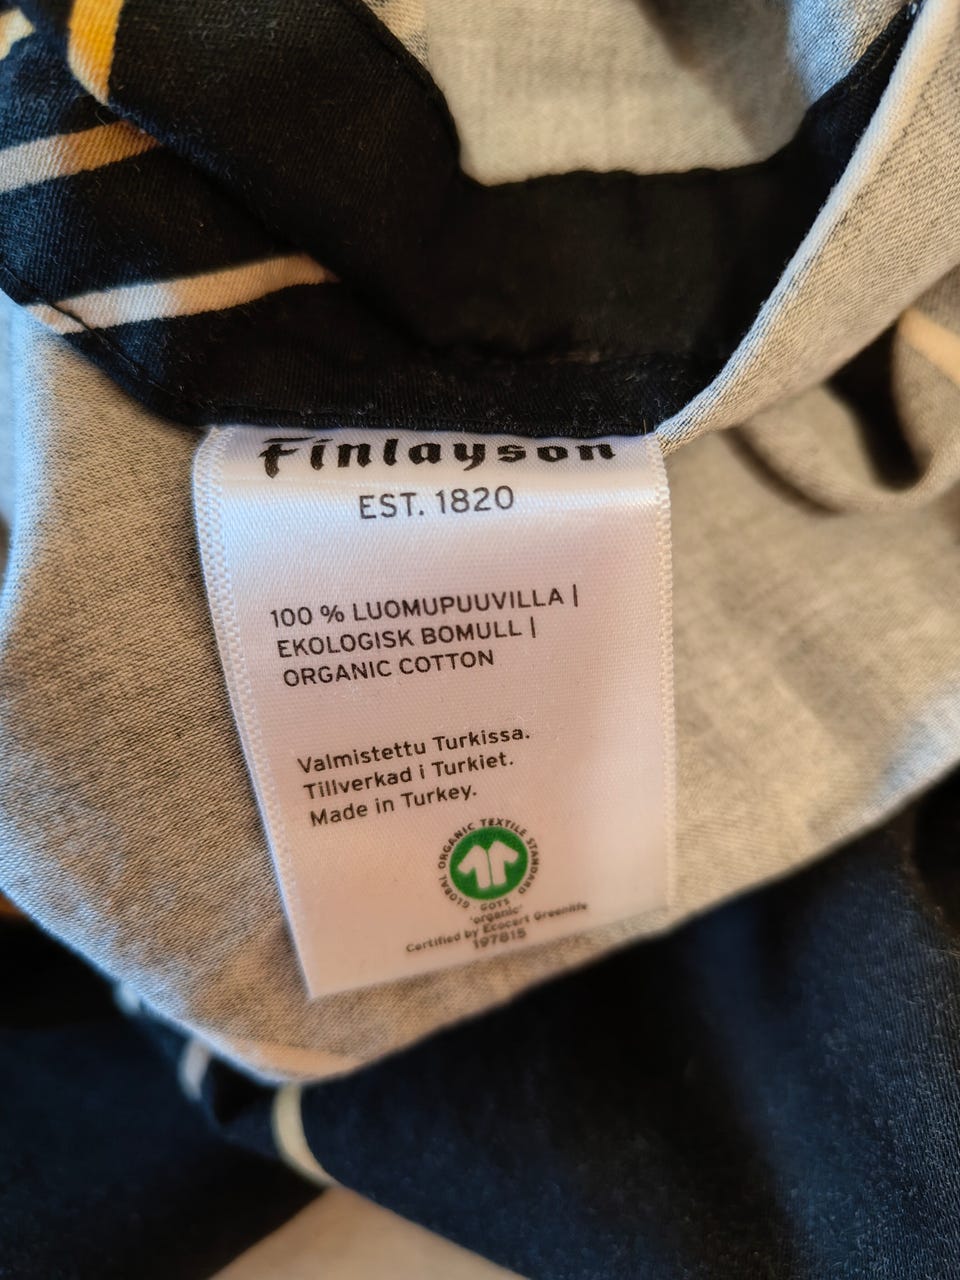 Finlayson
EST. 1820
100 % LUOMUPUUVILLA |
EKOLOGISK BOMULL |
ORGANIC COTTON
Valmistettu Turkissa.
Tillverkad i Turkiet.
Made in Turkey.
GLOBAL ORGANIC TEXTILE STANDARD
GOTS
'organic'
Certified by Ecocert Greenlife
197815